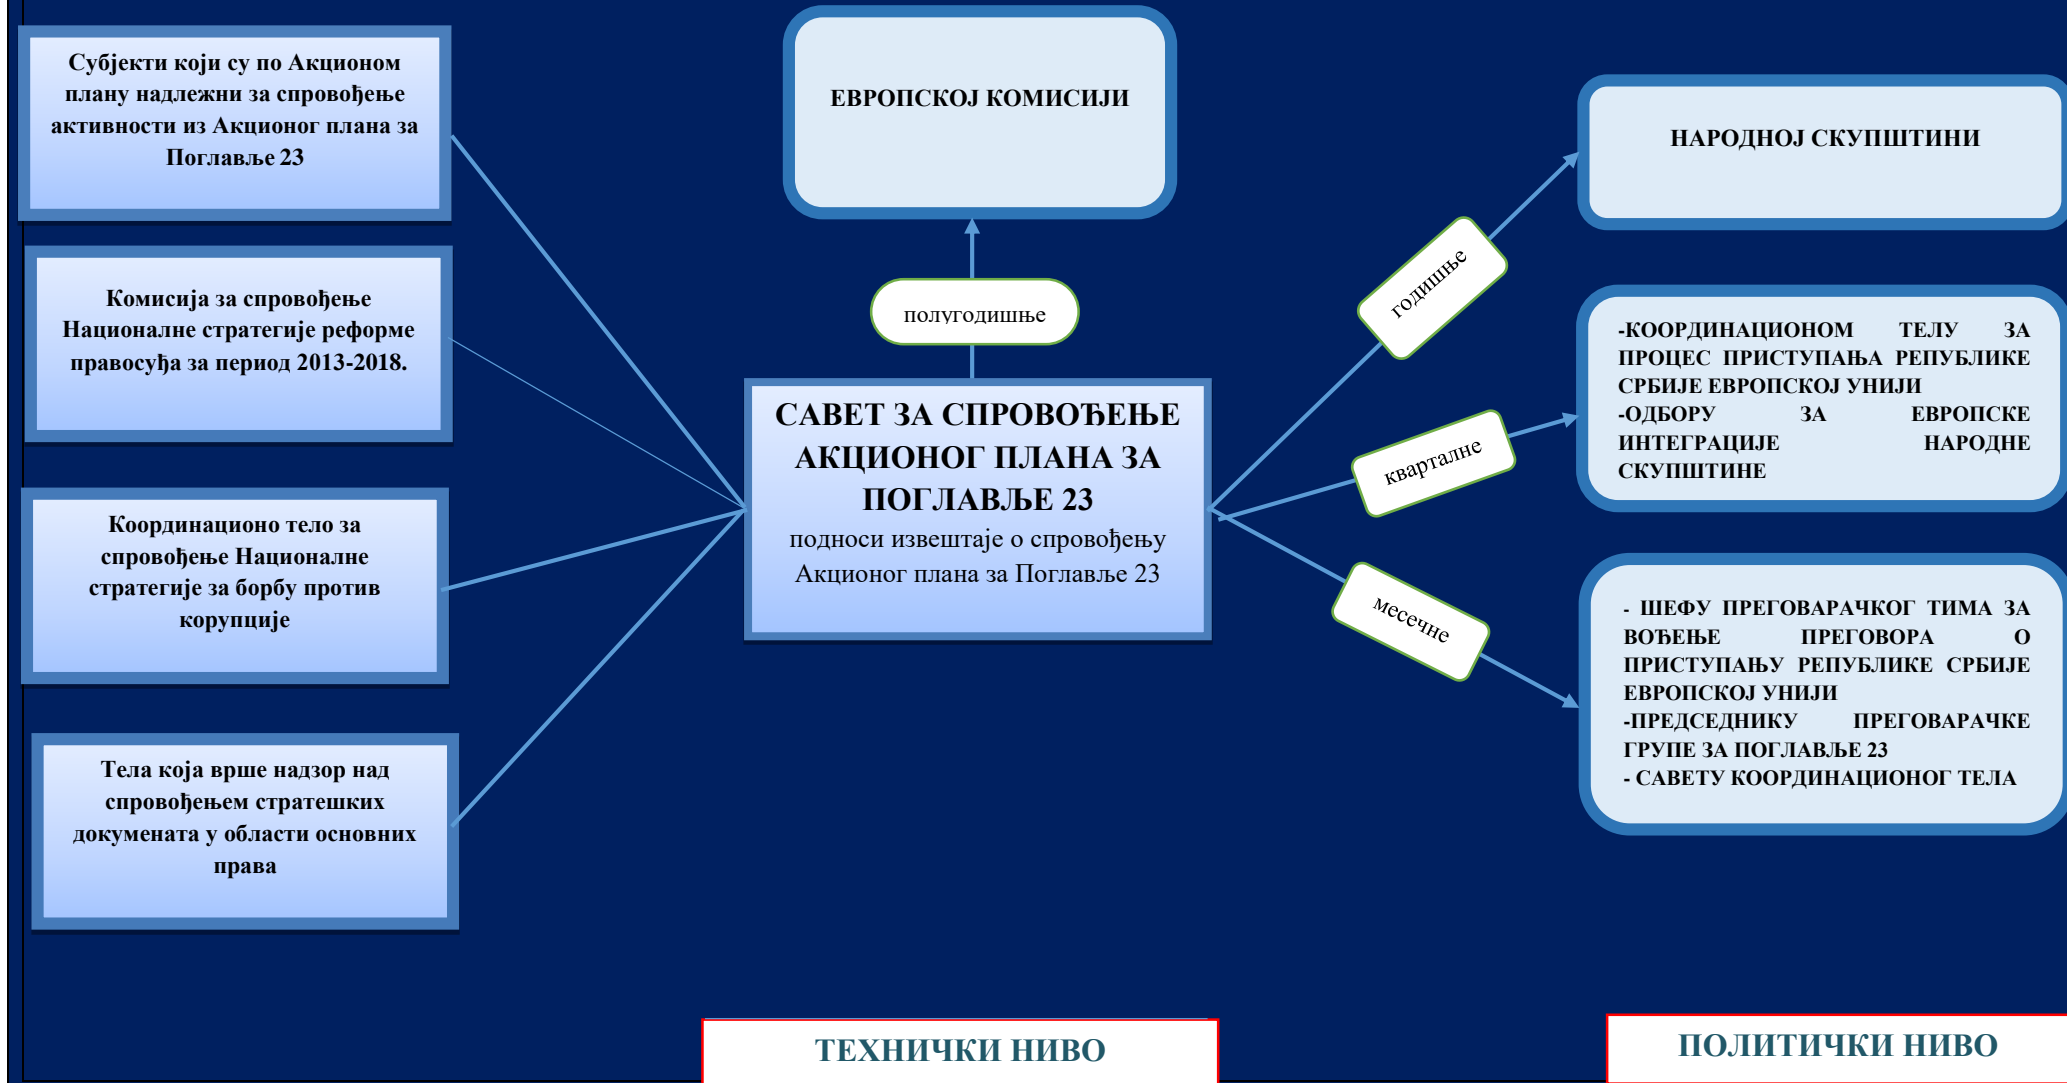 Субјекти који су по Акционом
плану надлежни за спровођење
активности из Акционог плана за
Поглавље 23
Комисија за спровођење
Националне стратегије реформе
правосуђа за период 2013-2018.
Координационо тело за
спровођење Националне
стратегије за борбу против
корупције
Тела која врше надзор над
спровођењем стратешких
докумената у области основних
права
ЕВРОПСКОЈ КОМИСИЈИ
полугодишње
САВЕТ ЗА СПРОВОЂЕЊЕ
АКЦИОНОГ ПЛАНА ЗА
ПОГЛАВЉЕ 23
подноси извештаје о спровођењу
Акционог плана за Поглавље 23
годишње
квартално
месечне
НАРОДНОЈ СКУПШТИНИ
-КООРДИНАЦИОНОМ ТЕЛУ ЗА
ПРОЦЕС ПРИСТУПАЊА РЕПУБЛИКЕ
СРБИЈЕ ЕВРОПСКОЈ УНИЈИ
-ОДБОРУ ЗА ЕВРОПСКЕ
ИНТЕГРАЦИЈЕ НАРОДНЕ
СКУПШТИНЕ
- ШЕФУ ПРЕГОВАРАЧКОГ ТИМА ЗА
ВОЂЕЊЕ ПРЕГОВОРА О
ПРИСТУПАЊУ РЕПУБЛИКЕ СРБИЈЕ
ЕВРОПСКОЈ УНИЈИ
-ПРЕДСЕДНИКУ ПРЕГОВАРАЧКЕ
ГРУПЕ ЗА ПОГЛАВЉЕ 23
- САВЕТУ КООРДИНАЦИОНОГ ТЕЛА
ТЕХНИЧКИ НИВО
ПОЛИТИЧКИ НИВО